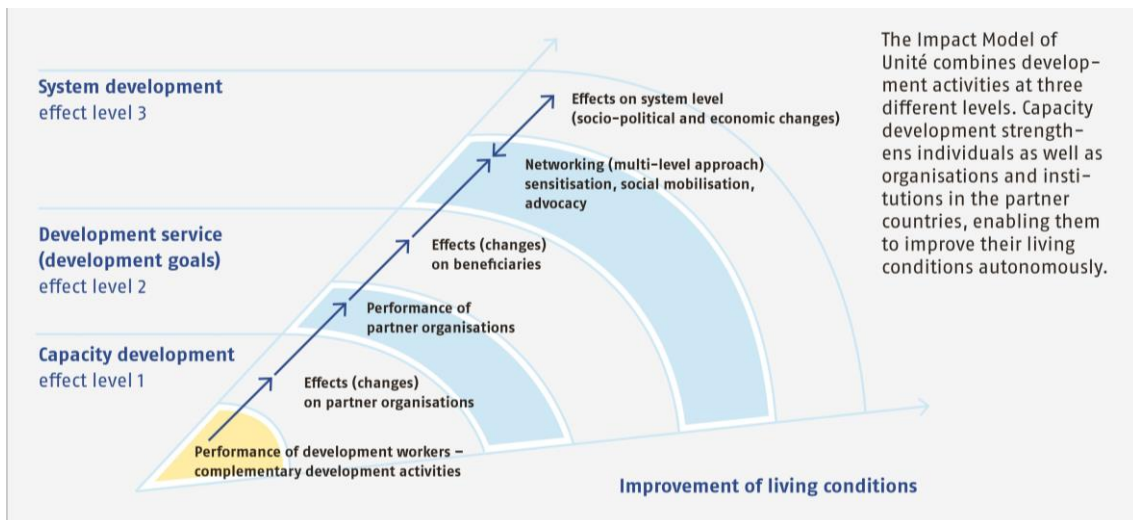 System development
effect level 3
Development service
(development goals)
effect level 2
Capacity development
effect level 1
Effects on system level
(socio-political and economic changes)
Networking (multi-level approach)
sensitisation, social mobilisation,
advocacy
Effects (changes)
on beneficiaries
Performance of
partner organisations
Effects (changes)
on partner organisations
Performance of development workers –
complementary development activities
Improvement of living conditions
The Impact Model of
Unité combines develop-
ment activities at three
different levels. Capacity
development strength-
ens individuals as well as
organisations and insti-
tutions in the partner
countries, enabling them
to improve their living
conditions autonomously.